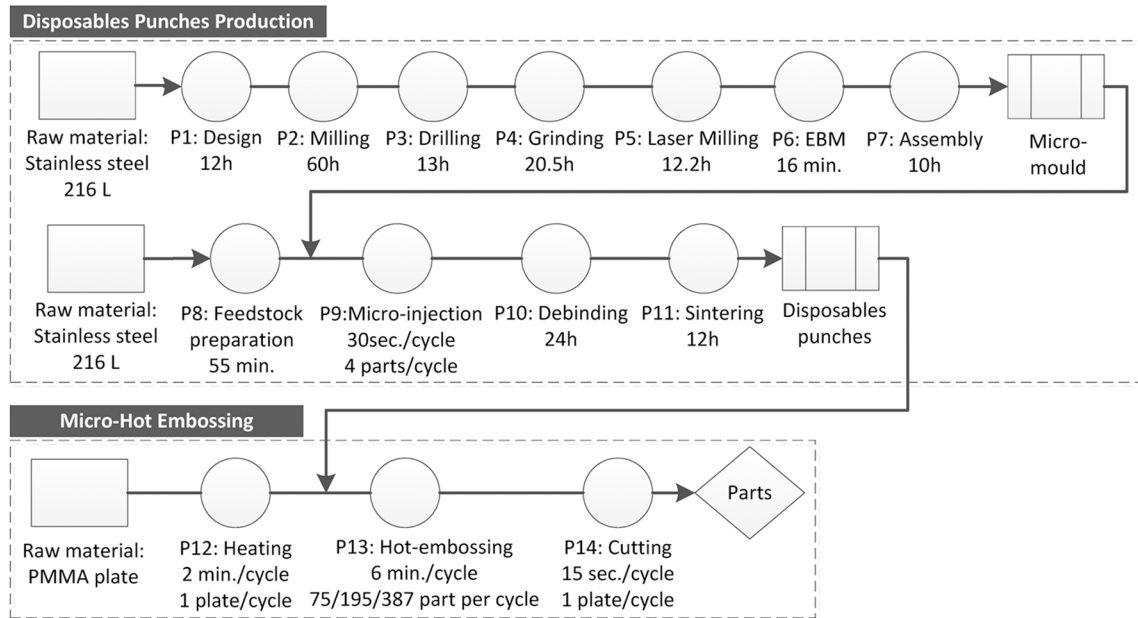 Disposables Punches Production
Raw material:
Stainless steel
216 L
P1: Design
12h
P2: Milling
60h
P3: Drilling
13h
P4: Grinding
20.5h
P5: Laser Milling
12.2h
P6: EBM
16 min.
P7: Assembly
10h
Micro-
mould
Raw material:
Stainless steel
216 L
P8: Feedstock
preparation
55 min.
P9:Micro-injection
30sec./cycle
4 parts/cycle
P10: Debinding
24h
P11: Sintering
12h
Disposables
punches
Micro-Hot Embossing
Raw material:
PMMA plate
P12: Heating
2 min./cycle
1 plate/cycle
P13: Hot-embossing
6 min./cycle
75/195/387 part per cycle
P14: Cutting
15 sec./cycle
1 plate/cycle
Parts